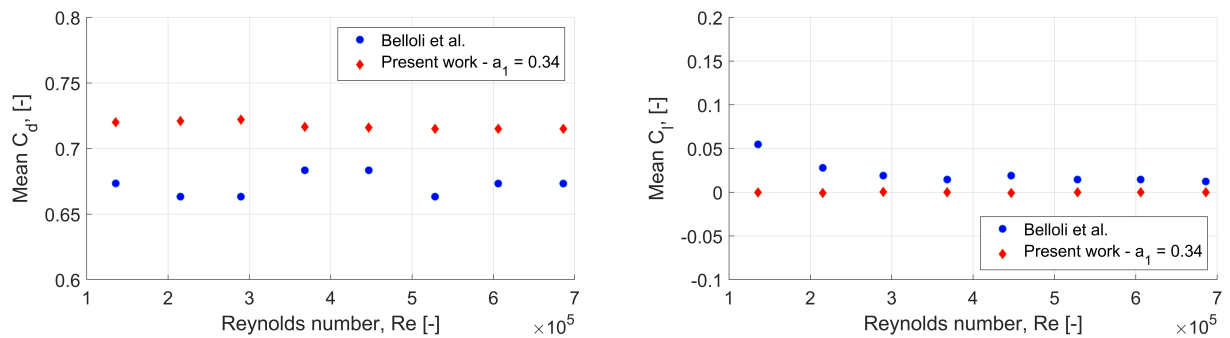 0.8
0.75
0.7
0.65
0.6
Mean C_d, [-]
Belloli et al.
Present work - a_1 = 0.34
1 2 3 4 5 6 7
×10^5
Reynolds number, Re [-]
0.2
0.15
0.1
0.05
0
-0.05
-0.1
Mean C_l, [-]
Belloli et al.
Present work - a_1 = 0.34
1 2 3 4 5 6 7
×10^5
Reynolds number, Re [-]